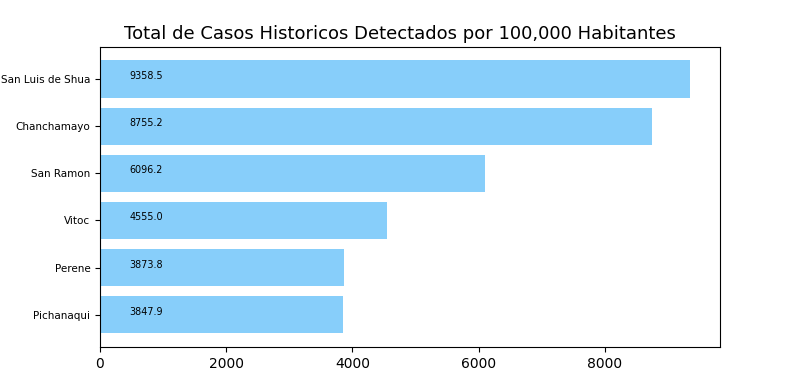 Total de Casos Historicos Detectados por 100,000 Habitantes
San Luis de Shua 9358.5
Chanchamayo 8755.2
San Ramon 6096.2
Vitoc 4555.0
Perene 3873.8
Pichanaqui 3847.9
0 2000 4000 6000 8000